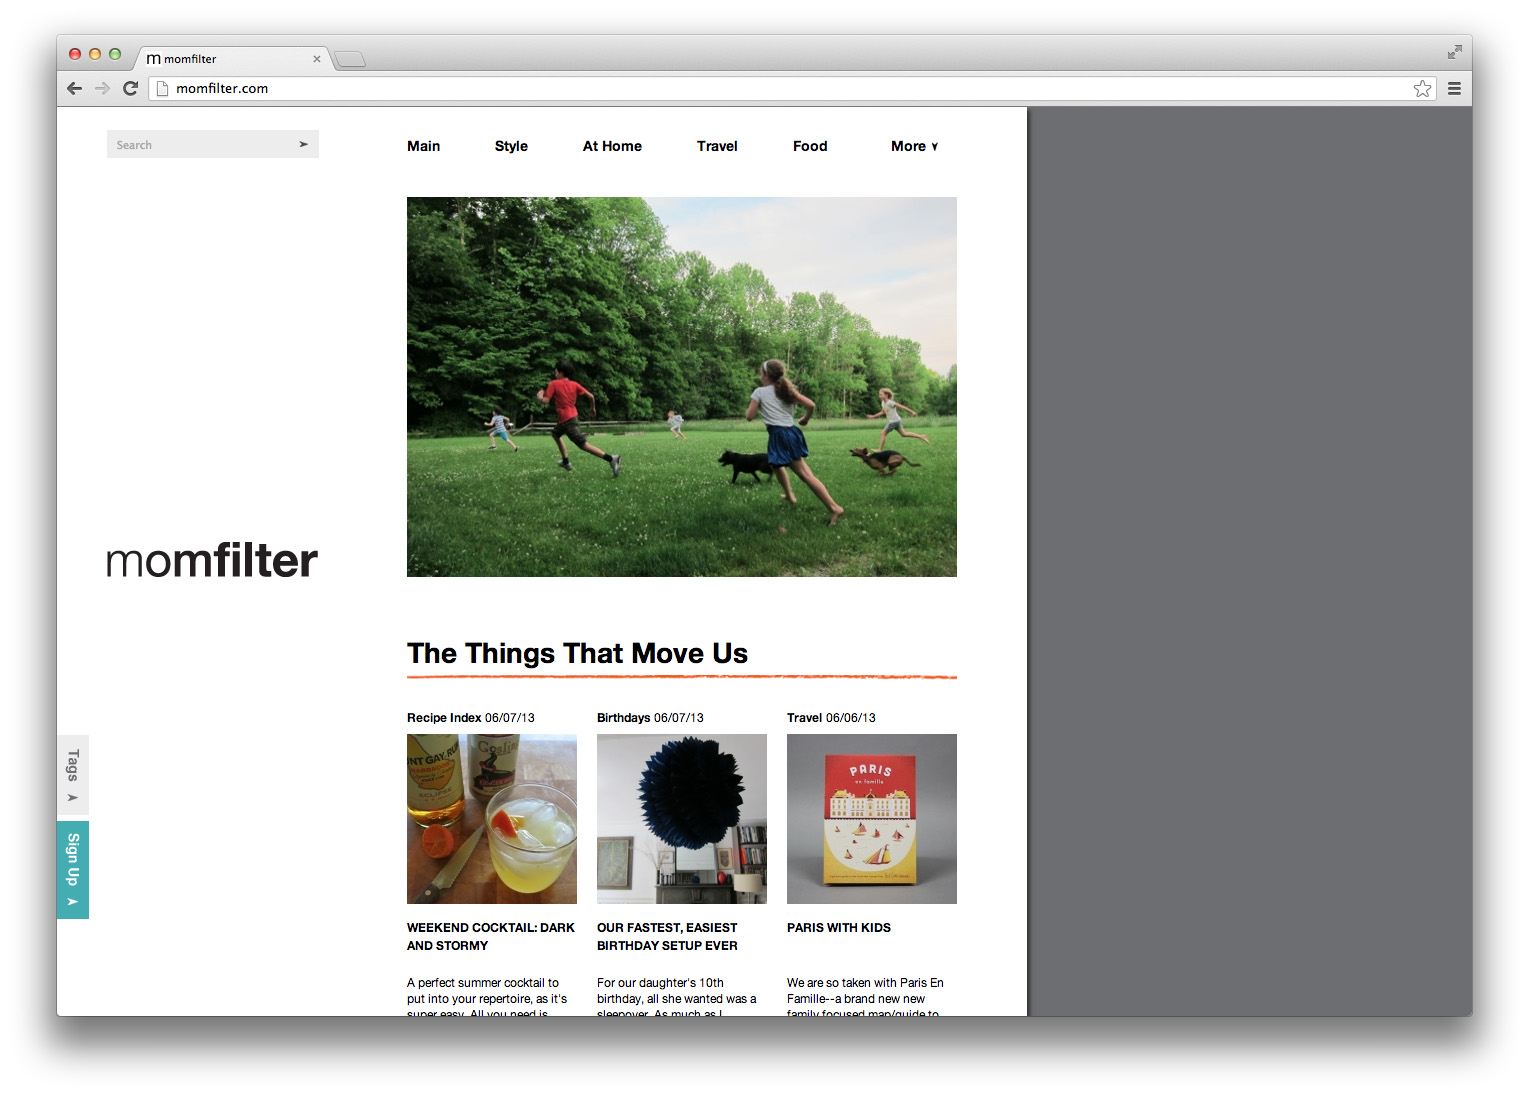 momfilter
momfilter.com
Search
Main Style At Home Travel Food More
momfilter
The Things That Move Us
Recipe Index 06/07/13
WEEKEND COCKTAIL: DARK
AND STORMY
A perfect summer cocktail to
put into your repertoire, as it's
super easy. All you need is
Birthdays 06/07/13
OUR FASTEST, EASIEST
BIRTHDAY SETUP EVER
For our daughter's 10th
birthday, all she wanted was a
sleepover. As much as I
Travel 06/06/13
PARIS
en famille
PARIS WITH KIDS
We are so taken with Paris En
Famille--a brand new new
family focused map/guide to
Tags
Sign Up